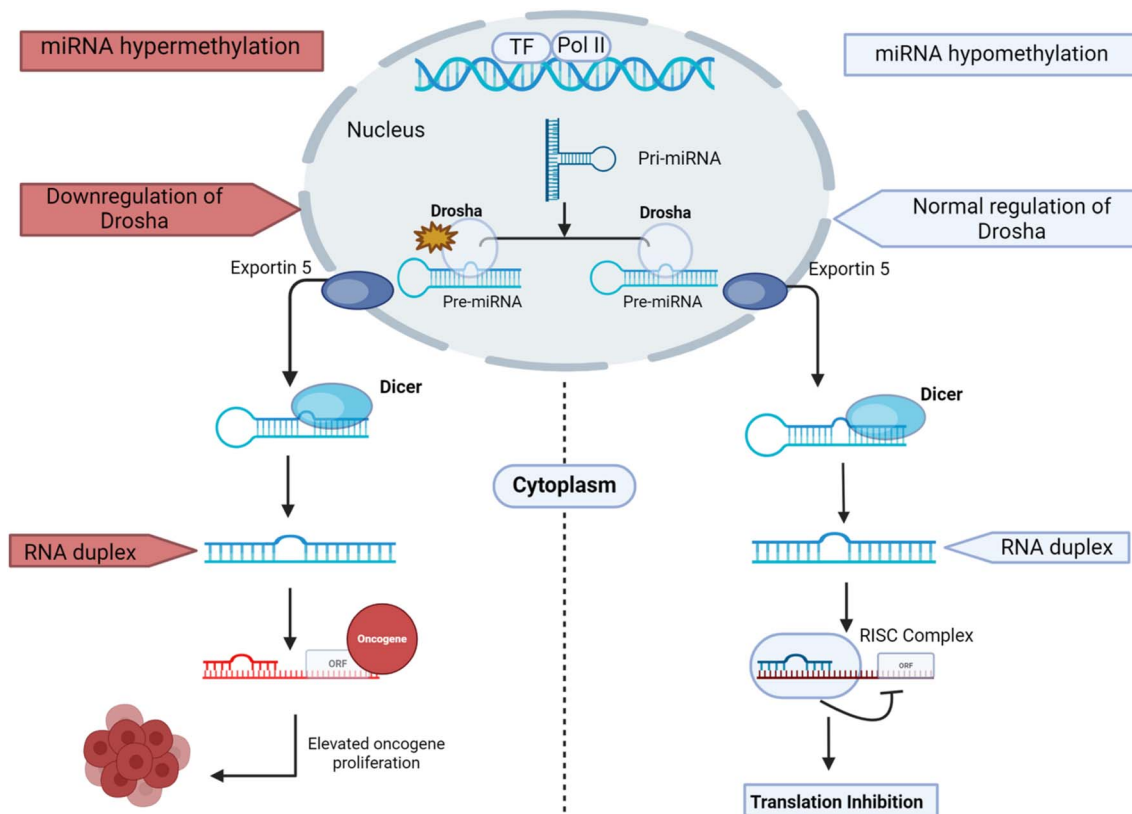 miRNA hypermethylation
TF
Pol II
miRNA hypomethylation
Nucleus
Pri-miRNA
Downregulation of
Drosha
Drosha
Drosha
Normal regulation of
Drosha
Exportin 5
Pre-miRNA
Pre-miRNA
Exportin 5
Dicer
Dicer
Cytoplasm
RNA duplex
RNA duplex
Oncogene
ORF
RISC Complex
ORF
Elevated oncogene
proliferation
Translation Inhibition